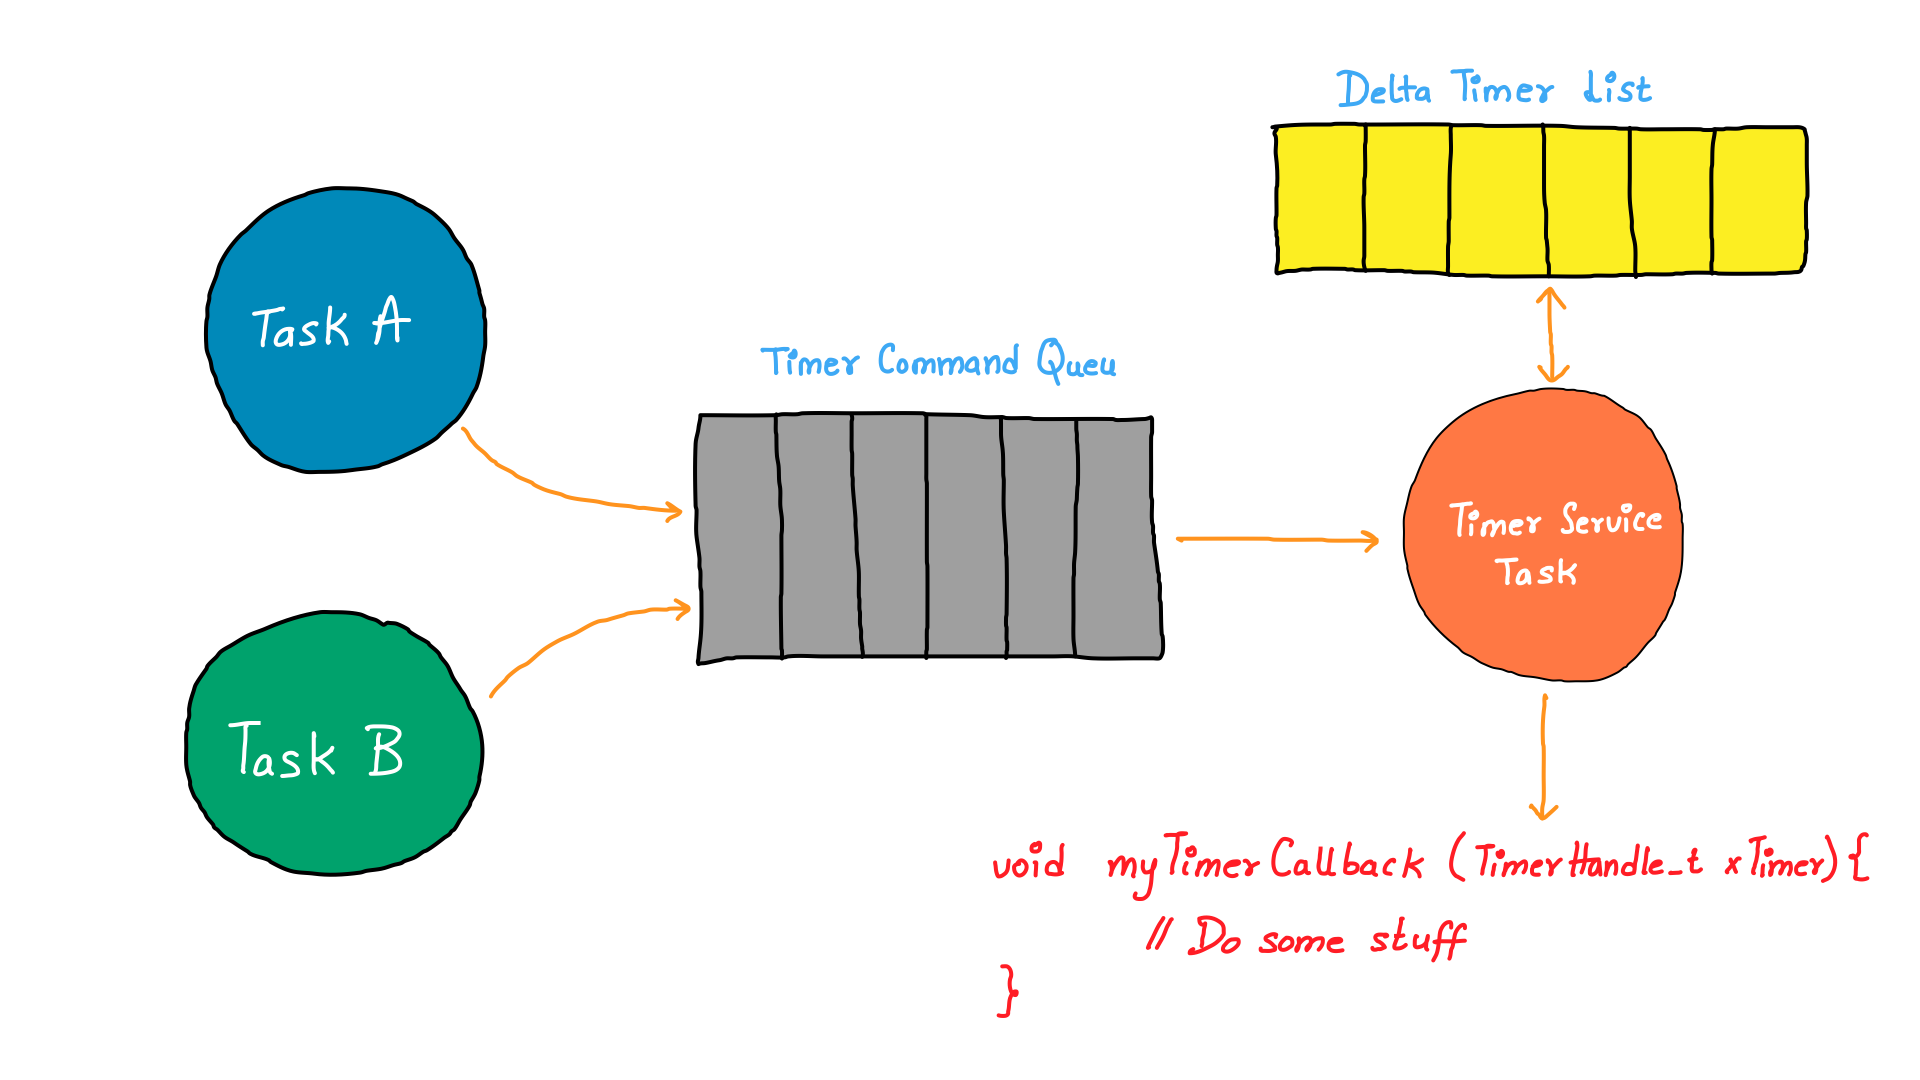 Delta Timer List
Task A
Timer Command Queu
Timer Service
Task
Task B
void myTimerCallback (TimerHandle_t xTimer) {
// Do some stuff
}